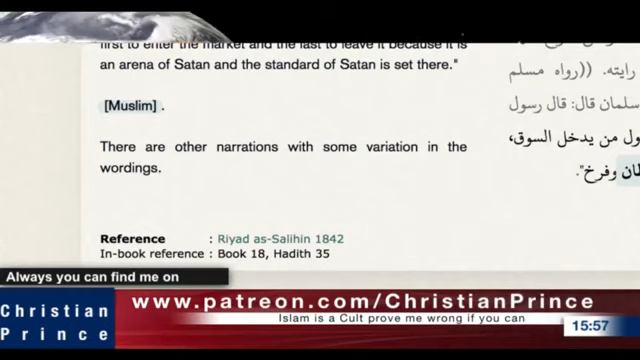 first to enter the market and the last to leave it because it is
an arena of Satan and the standard of Satan is set there."
[Muslim] .
There are other narrations with some variation in the
wordings.
رايته. ((رواه مسلم
سلمان قال: قال رسول
ول من يدخل السوق،
طان وفرخ".
Reference : Riyad as-Salihin 1842
In-book reference : Book 18, Hadith 35
Always you can find me on
Christian
Prince
www.patreon.com/ChristianPrince
Islam is a Cult prove me wrong if you can
15:57